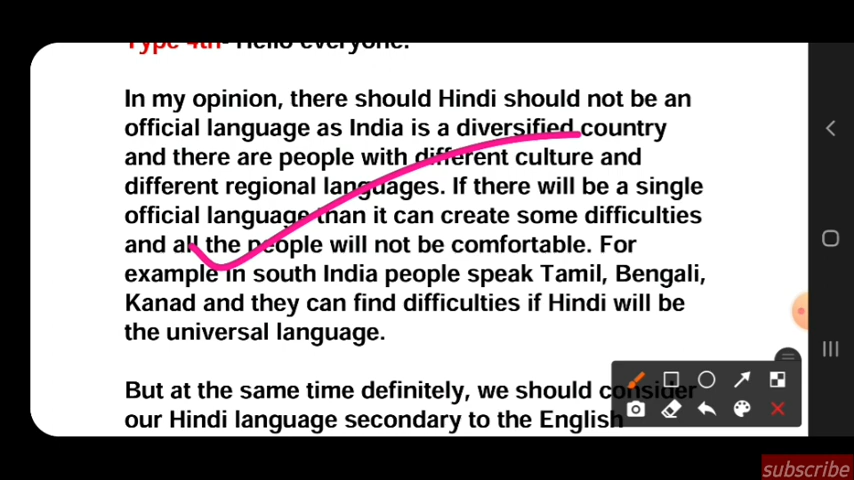 Type 4th- Hello everyone.
In my opinion, there should Hindi should not be an
official language as India is a diversified country
and there are people with different culture and
different regional languages. If there will be a single
official language than it can create some difficulties
and all the people will not be comfortable. For
example in south India people speak Tamil, Bengali,
Kanad and they can find difficulties if Hindi will be
the universal language.
But at the same time definitely, we should consider
our Hindi language secondary to the English
subscribe